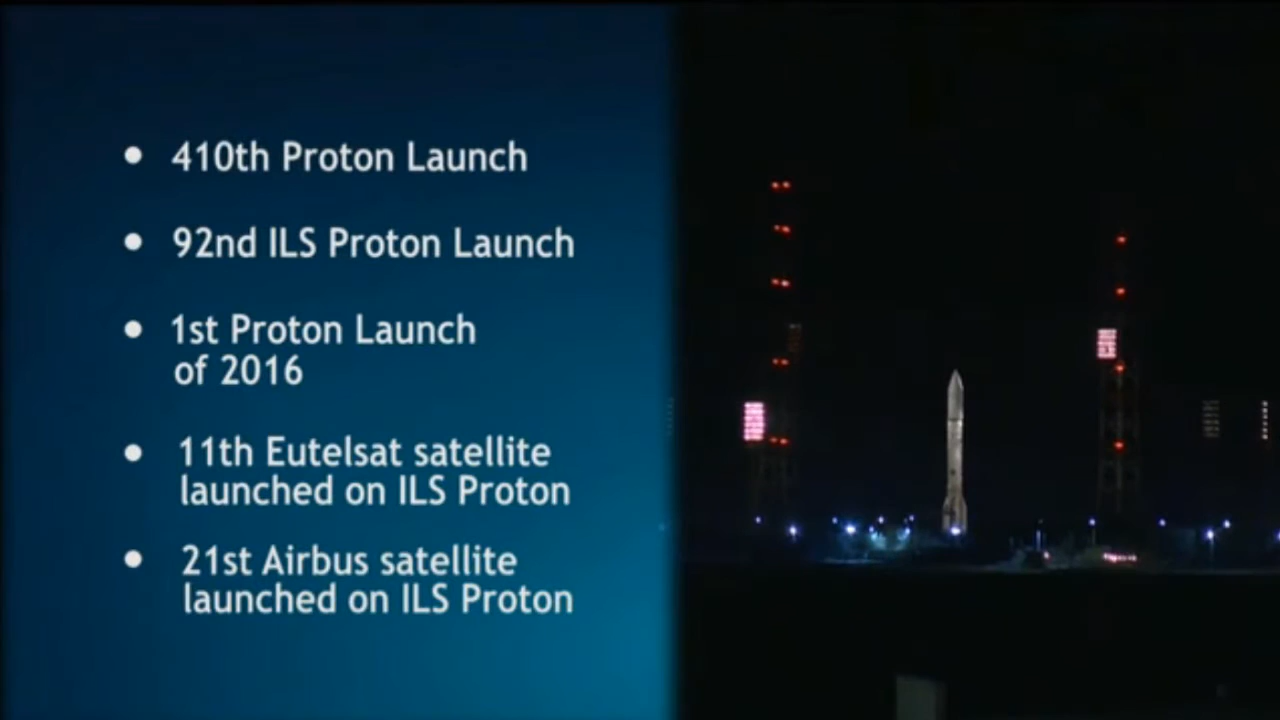 • 410th Proton Launch
• 92nd ILS Proton Launch
• 1st Proton Launch
of 2016
• 11th Eutelsat satellite
launched on ILS Proton
• 21st Airbus satellite
launched on ILS Proton